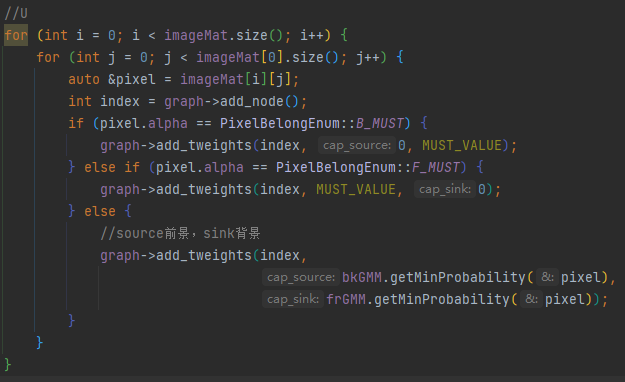 //U
for (int i = 0; i < imageMat.size(); i++) {
    for (int j = 0; j < imageMat[0].size(); j++) {
        auto &pixel = imageMat[i][j];
        int index = graph->add_node();
        if (pixel.alpha == PixelBelongEnum::B_MUST) {
            graph->add_tweights(index, cap_source: 0, MUST_VALUE);
        } else if (pixel.alpha == PixelBelongEnum::F_MUST) {
            graph->add_tweights(index, MUST_VALUE, cap_sink: 0);
        } else {
            //source前景，sink背景
            graph->add_tweights(index,
                                cap_source: bkGMM.getMinProbability( &: pixel),
                                cap_sink: frGMM.getMinProbability( &: pixel));
        }
    }
}